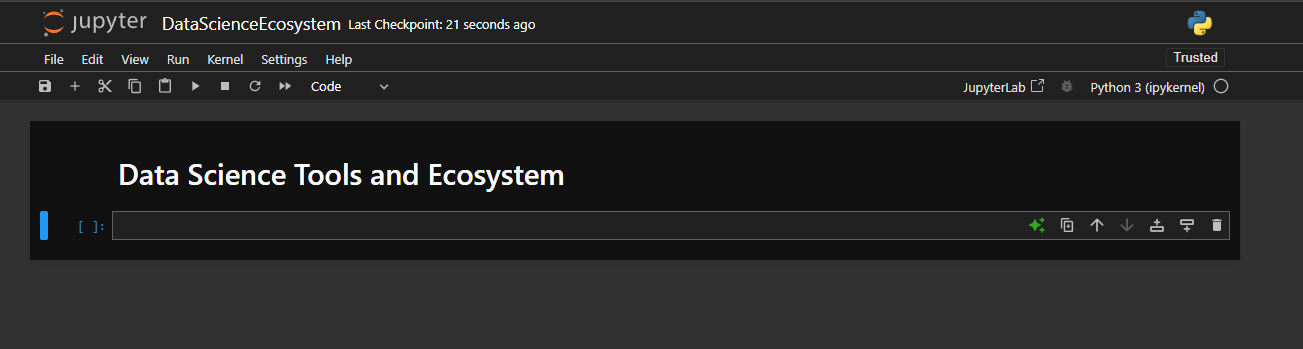 jupyter DataScienceEcosystem Last Checkpoint: 21 seconds ago
File Edit View Run Kernel Settings Help Trusted
Code JupyterLab Python 3 (ipykernel)
Data Science Tools and Ecosystem
[ ]: